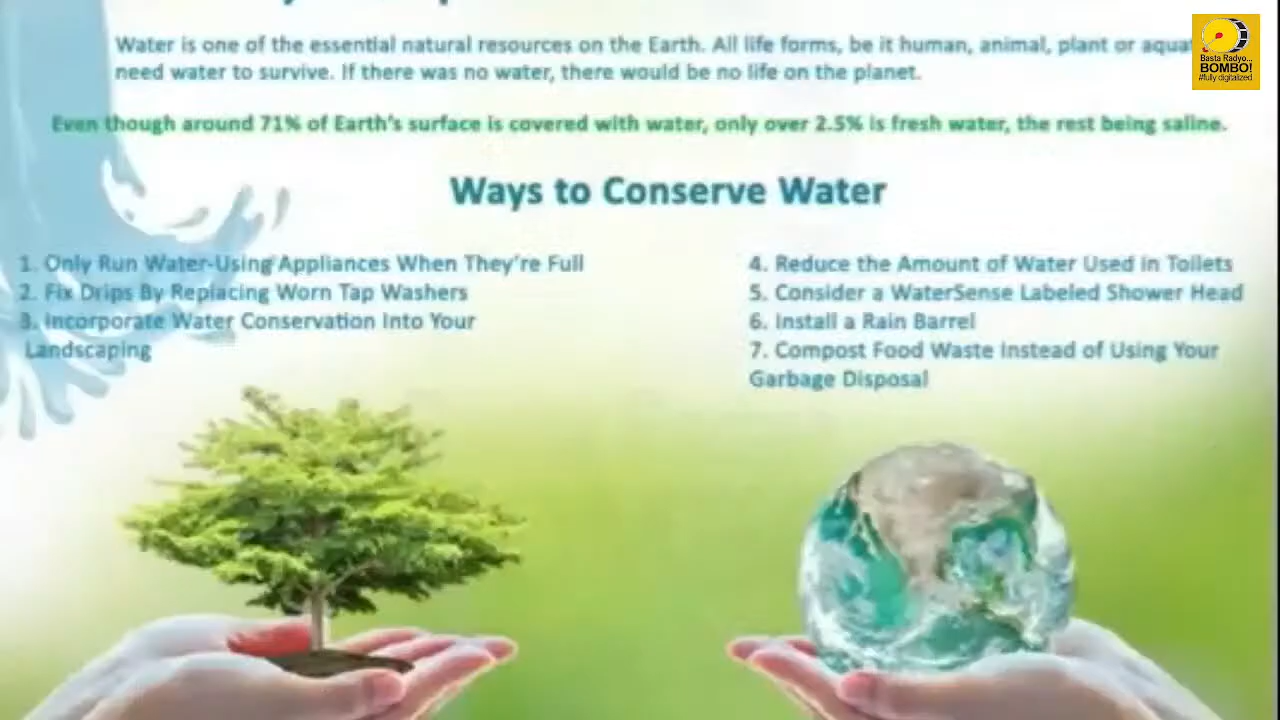 Water is one of the essential natural resources on the Earth. All life forms, be it human, animal, plant or
need water to survive. If there was no water, there would be no life on the planet.
Even though around 71% of Earth's surface is covered with water, only over 2.5% is fresh water, the rest being saline.
Ways to Conserve Water
1. Only Run Water-Using Appliances When They're Full
2. Fix Drips By Replacing Worn Tap Washers
3. Incorporate Water Conservation Into Your
Landscaping
4. Reduce the Amount of Water Used in Toilets
5. Consider a WaterSense Labeled Shower Head
6. Install a Rain Barrel
7. Compost Food Waste Instead of Using Your
Garbage Disposal
Basta Radyo...
BOMBO!
#fully digitalized